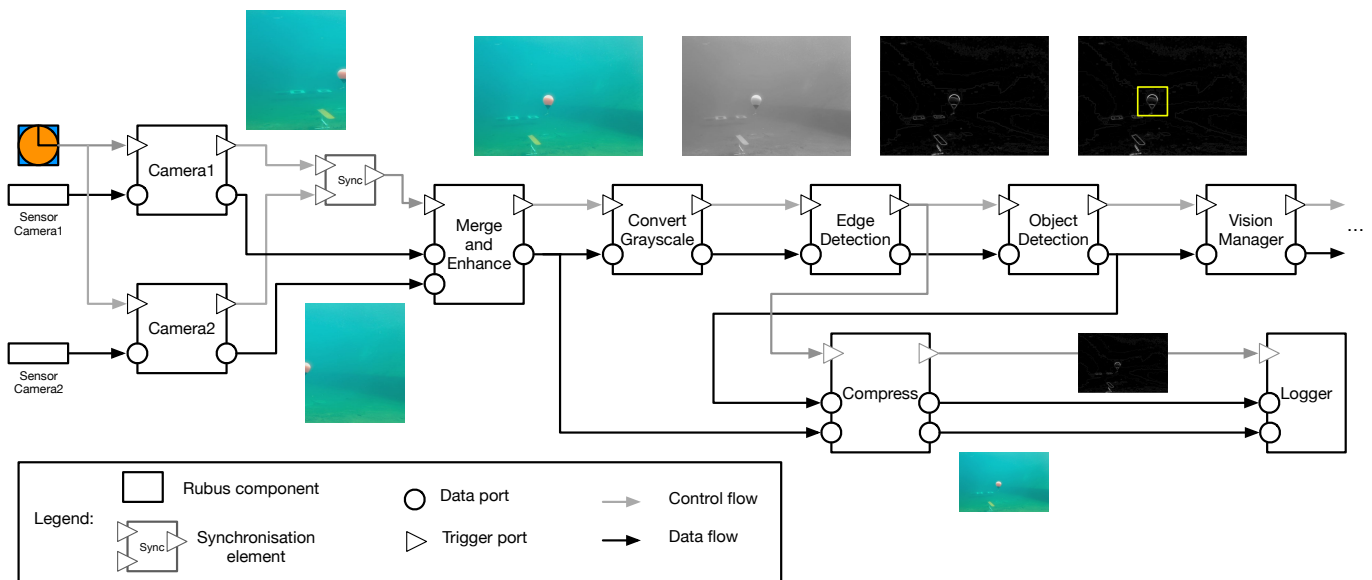 Camera1
Sync
Sensor
Camera1
Merge
and
Enhance
Convert
Grayscale
Edge
Detection
Object
Detection
Vision
Manager
...
Camera2
Sensor
Camera2
Compress
Logger
Legend:
Rubus component
Data port
Control flow
Sync
Synchronisation
element
Trigger port
Data flow